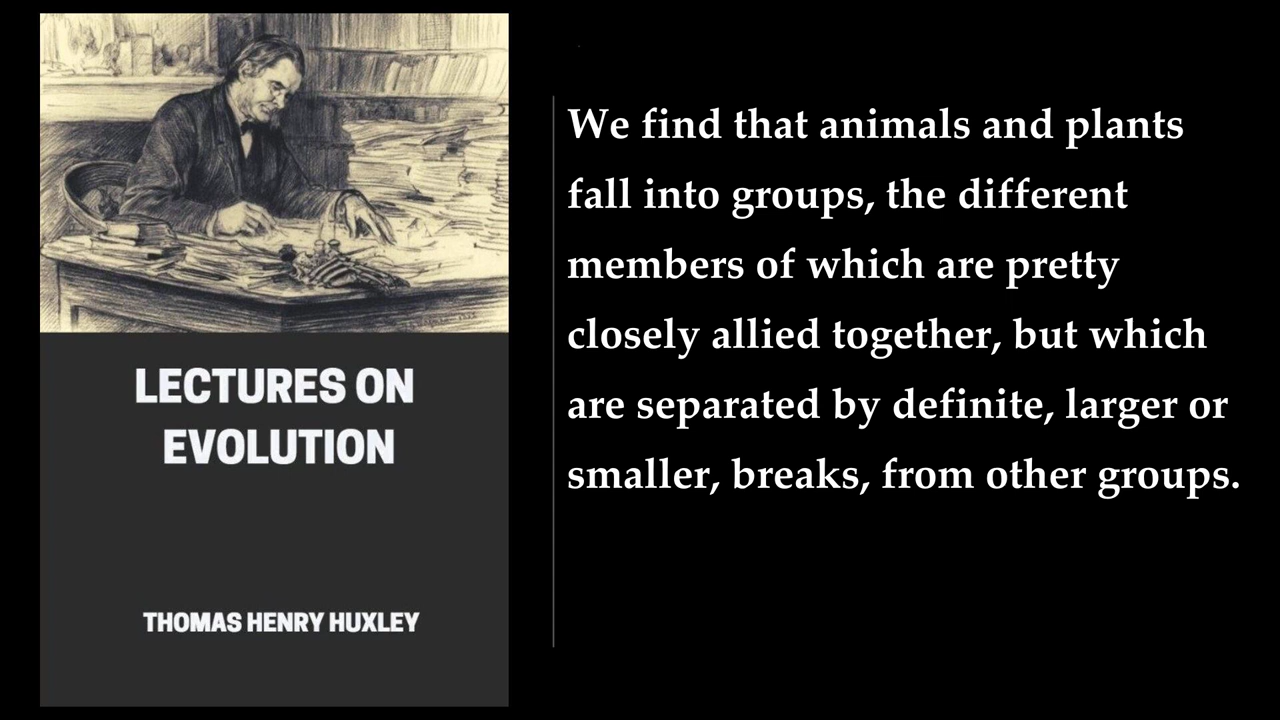 LECTURES ON
EVOLUTION
THOMAS HENRY HUXLEY
We find that animals and plants
fall into groups, the different
members of which are pretty
closely allied together, but which
are separated by definite, larger or
smaller, breaks, from other groups.